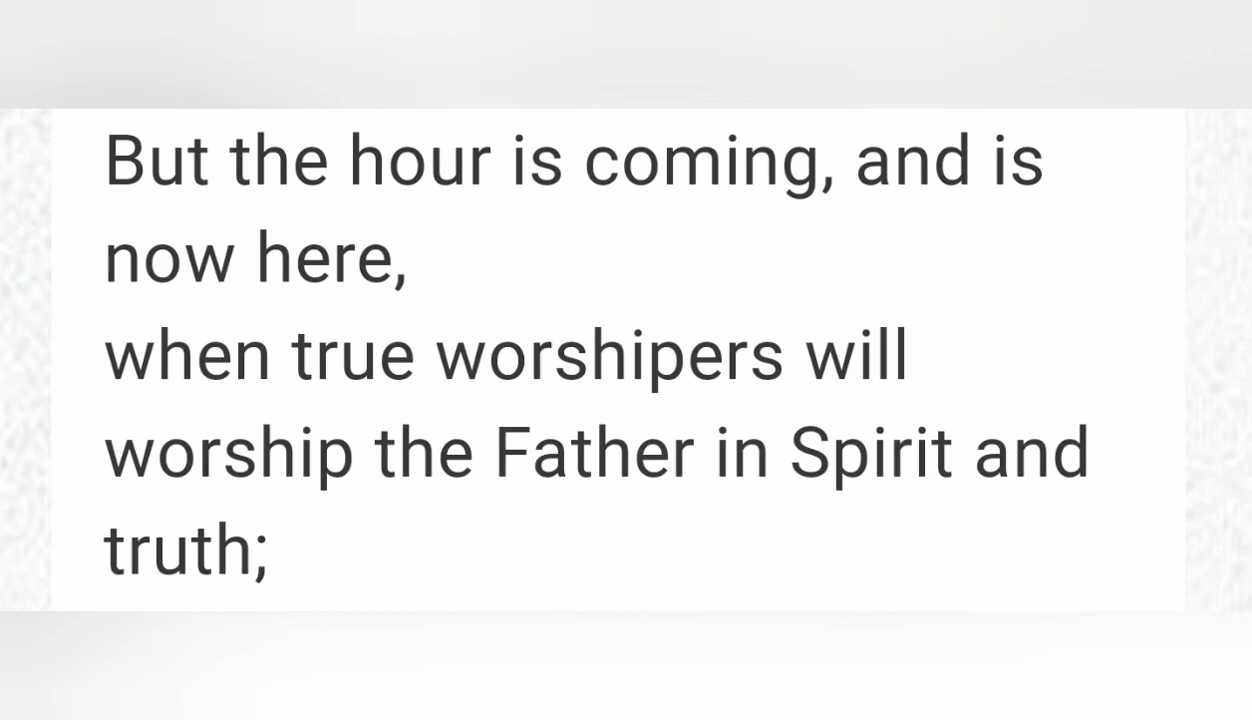 But the hour is coming, and is
now here,
when true worshipers will
worship the Father in Spirit and
truth;